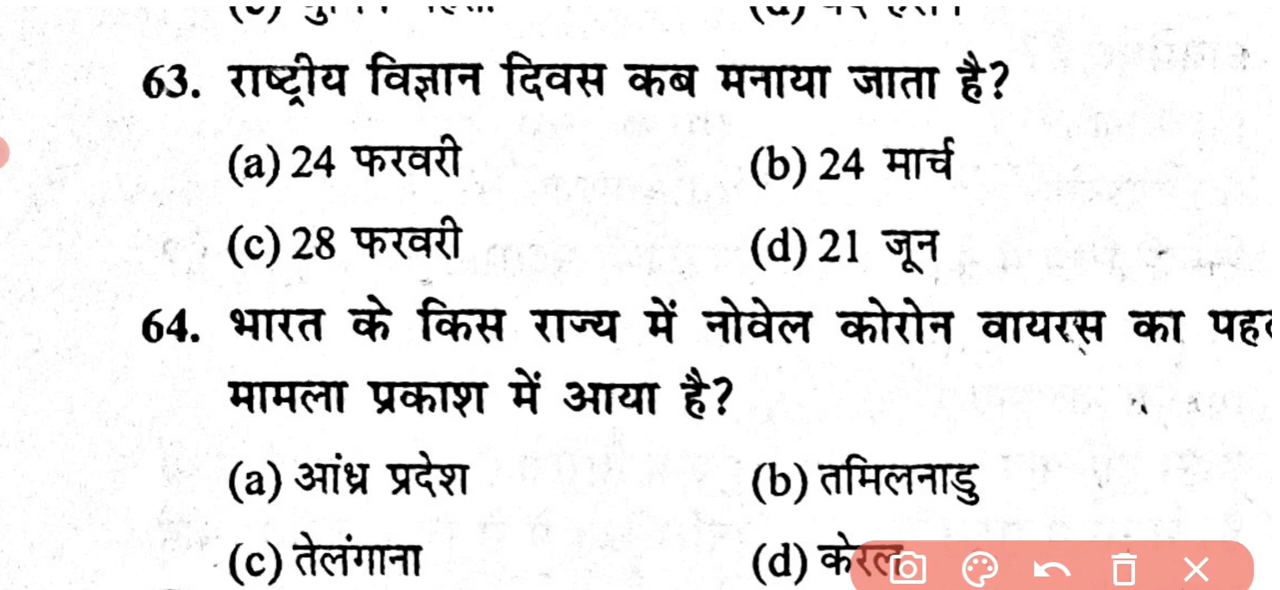 63. राष्ट्रीय विज्ञान दिवस कब मनाया जाता है?
(a) 24 फरवरी (b) 24 मार्च
(c) 28 फरवरी (d) 21 जून
64. भारत के किस राज्य में नोवेल कोरोन वायरस का
मामला प्रकाश में आया है?
(a) आंध्र प्रदेश (b) तमिलनाडु
(c) तेलंगाना (d) केरल